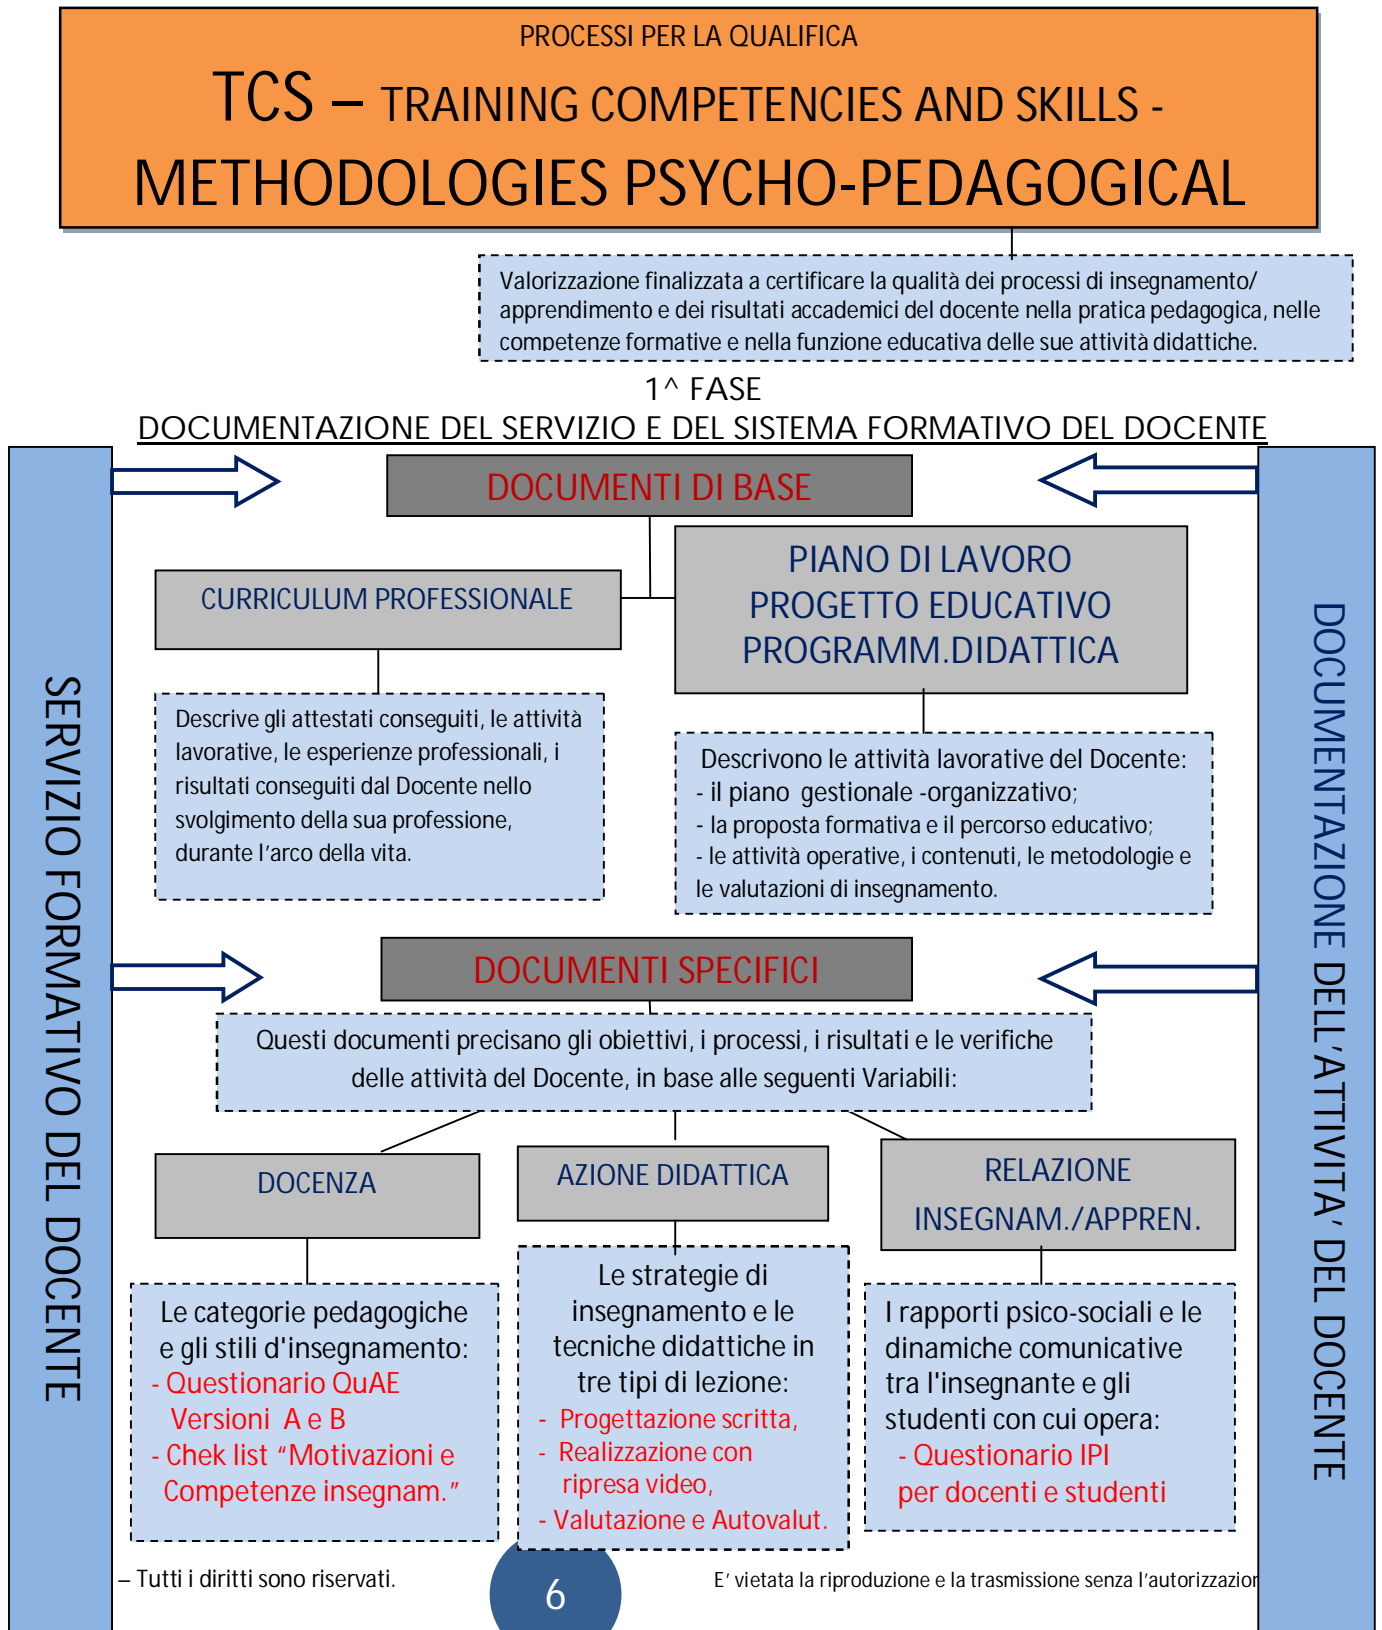 PROCESSI PER LA QUALIFICA
TCS – TRAINING COMPETENCIES AND SKILLS -
METHODOLOGIES PSYCHO-PEDAGOGICAL
Valorizzazione finalizzata a certificare la qualità dei processi di insegnamento/
apprendimento e dei risultati accademici del docente nella pratica pedagogica, nelle
competenze formative e nella funzione educativa delle sue attività didattiche.
1^ FASE
DOCUMENTAZIONE DEL SERVIZIO E DEL SISTEMA FORMATIVO DEL DOCENTE
SERVIZIO FORMATIVO DEL DOCENTE
DOCUMENTI DI BASE
CURRICULUM PROFESSIONALE
Descrive gli attestati conseguiti, le attività
lavorative, le esperienze professionali, i
risultati conseguiti dal Docente nello
svolgimento della sua professione,
durante l'arco della vita.
PIANO DI LAVORO
PROGETTO EDUCATIVO
PROGRAMM.DIDATTICA
Descrivono le attività lavorative del Docente:
- il piano gestionale -organizzativo;
- la proposta formativa e il percorso educativo;
- le attività operative, i contenuti, le metodologie e
le valutazioni di insegnamento.
DOCUMENTI SPECIFICI
Questi documenti precisano gli obiettivi, i processi, i risultati e le verifiche
delle attività del Docente, in base alle seguenti Variabili:
DOCENZA
Le categorie pedagogiche
e gli stili d'insegnamento:
- Questionario QuAE
Versioni A e B
- Chek list “Motivazioni e
Competenze insegnam.”
AZIONE DIDATTICA
Le strategie di
insegnamento e le
tecniche didattiche in
tre tipi di lezione:
- Progettazione scritta,
- Realizzazione con
ripresa video,
- Valutazione e Autovalut.
RELAZIONE
INSEGNAM./APPREN.
I rapporti psico-sociali e le
dinamiche comunicative
tra l'insegnante e gli
studenti con cui opera:
- Questionario IPI
per docenti e studenti
DOCUMENTAZIONE DELL'ATTIVITA' DEL DOCENTE
– Tutti i diritti sono riservati.
6
E' vietata la riproduzione e la trasmissione senza l'autorizzazion